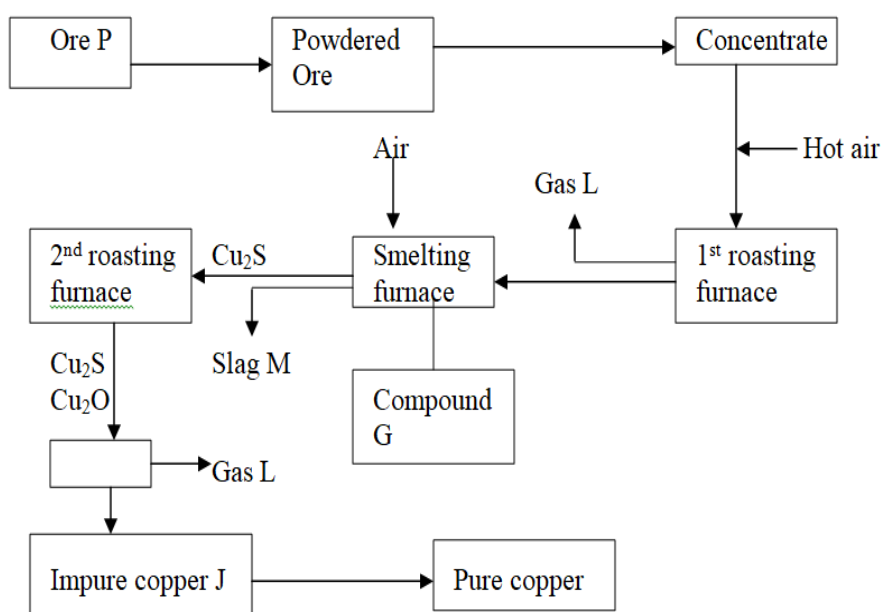 Ore P
Powdered
Ore
Concentrate
Air
Hot air
Gas L
2nd roasting
furnace
Cu₂S
Smelting
furnace
1st roasting
furnace
Slag M
Cu₂S
Cu₂O
Compound
G
Gas L
Impure copper J
Pure copper